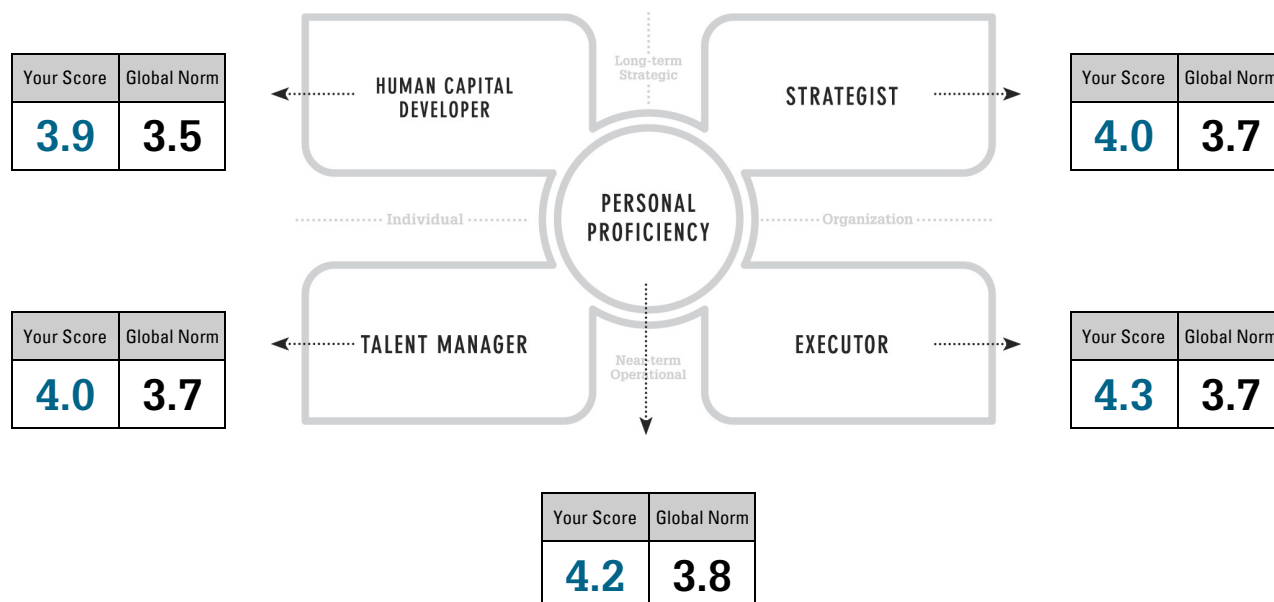 Long-term
Strategic
Your Score Global Norm
3.9 3.5
HUMAN CAPITAL
DEVELOPER
STRATEGIST
Your Score Global Norm
4.0 3.7
Individual
PERSONAL
PROFICIENCY
Organization
Your Score Global Norm
4.0 3.7
TALENT MANAGER
EXECUTOR
Your Score Global Norm
4.3 3.7
Near-term
Operational
Your Score Global Norm
4.2 3.8